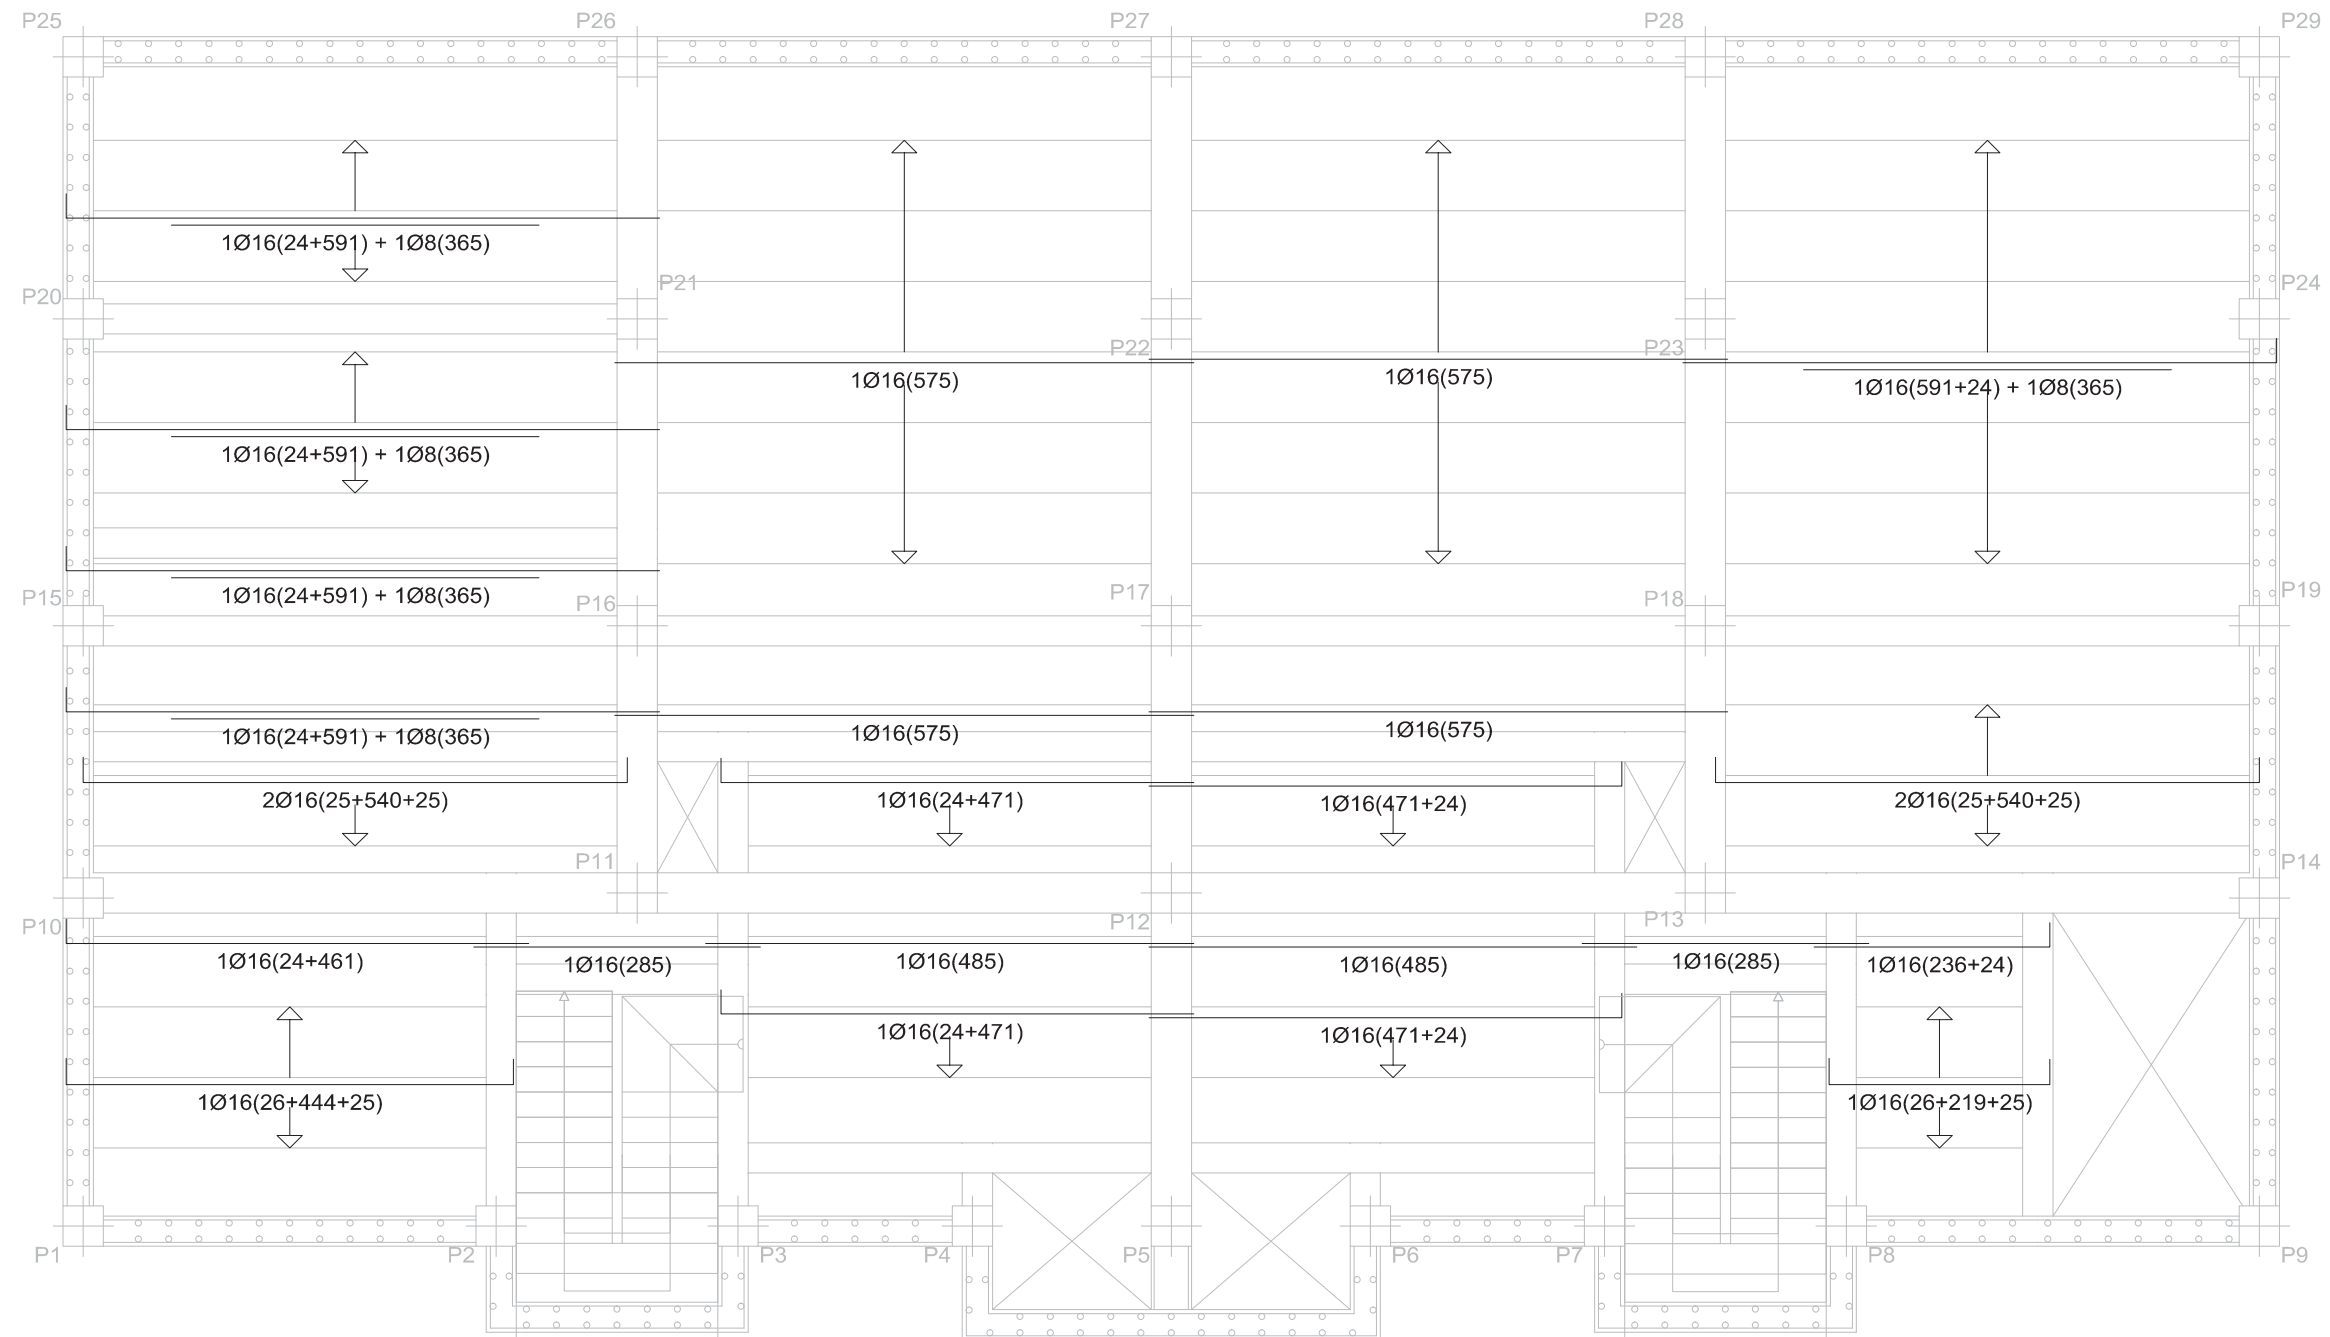 P25 P26 P27 P28 P29
1Ø16(24+591) + 1Ø8(365)
P20 P21 P24
P22 P23
1Ø16(575) 1Ø16(575) 1Ø16(591+24) + 1Ø8(365)
1Ø16(24+591) + 1Ø8(365)
1Ø16(24+591) + 1Ø8(365)
P15 P16 P17 P18 P19
1Ø16(24+591) + 1Ø8(365) 1Ø16(575) 1Ø16(575)
2Ø16(25+540+25) 1Ø16(24+471) 1Ø16(471+24) 2Ø16(25+540+25)
P11 P14
P10 P12 P13
1Ø16(24+461) 1Ø16(285) 1Ø16(485) 1Ø16(485) 1Ø16(285) 1Ø16(236+24)
1Ø16(24+471) 1Ø16(471+24)
1Ø16(26+444+25) 1Ø16(26+219+25)
P1 P2 P3 P4 P5 P6 P7 P8 P9